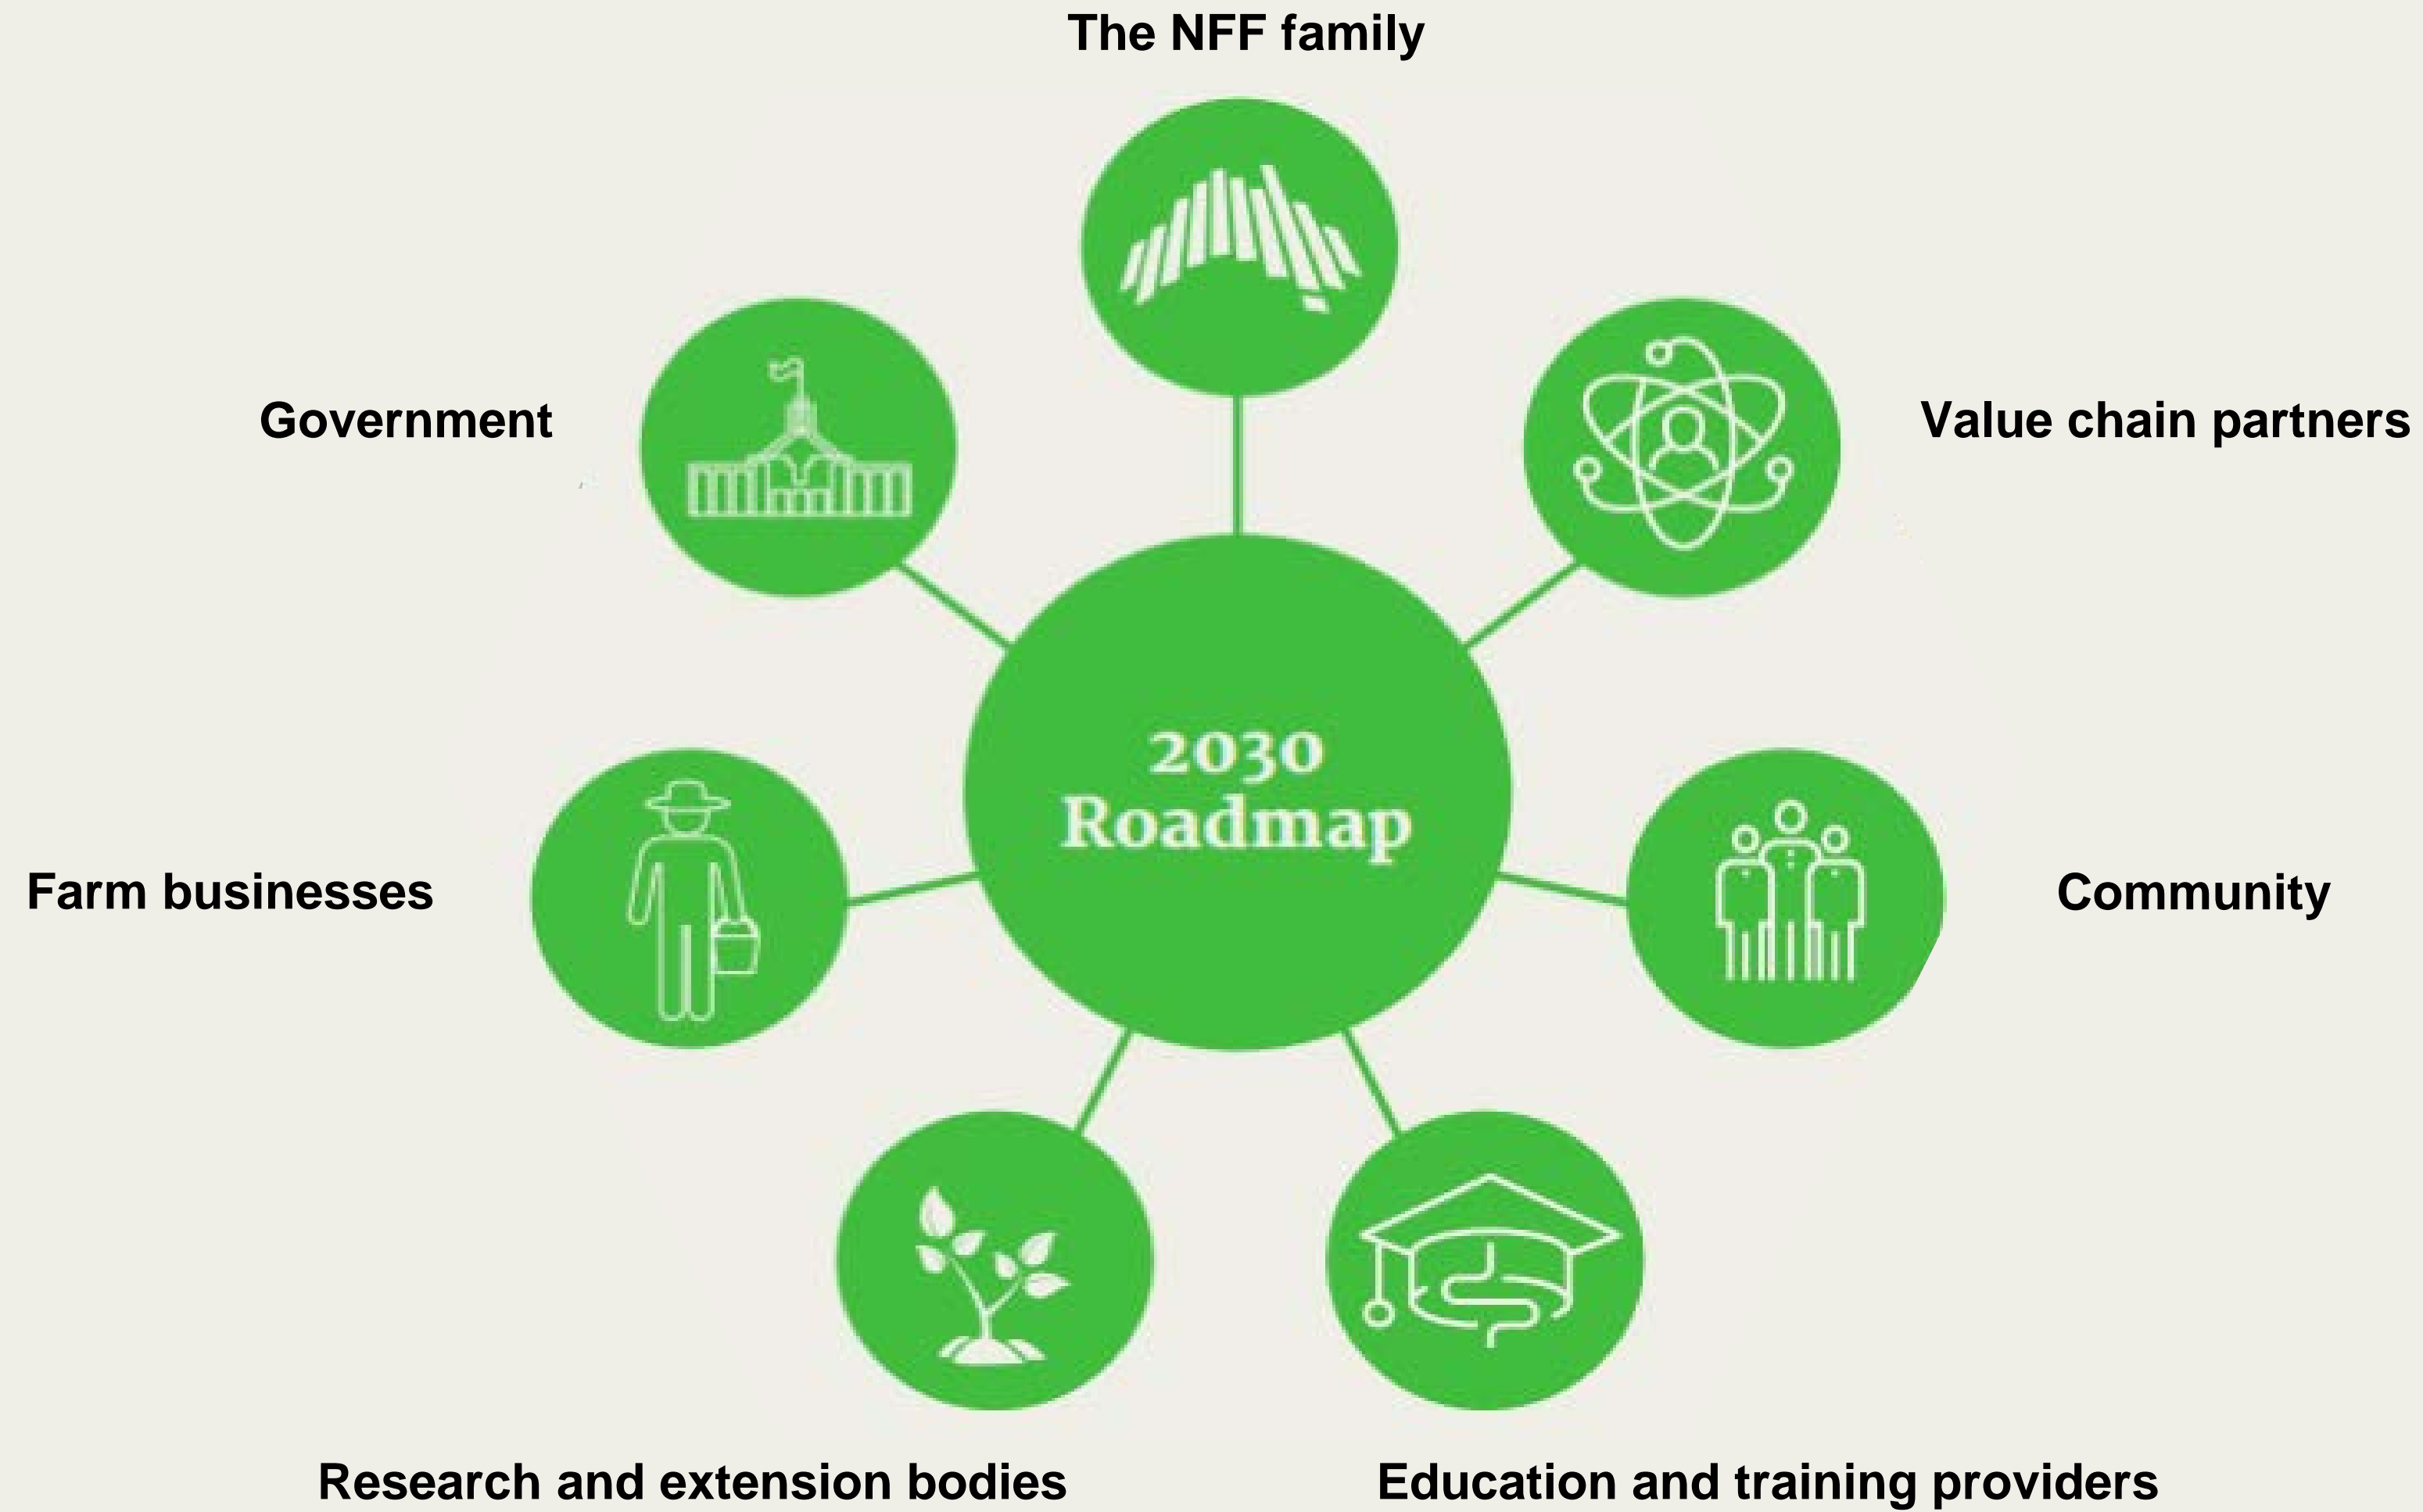 The NFF family
Government
Value chain partners
2030
Roadmap
Farm businesses
Community
Research and extension bodies
Education and training providers